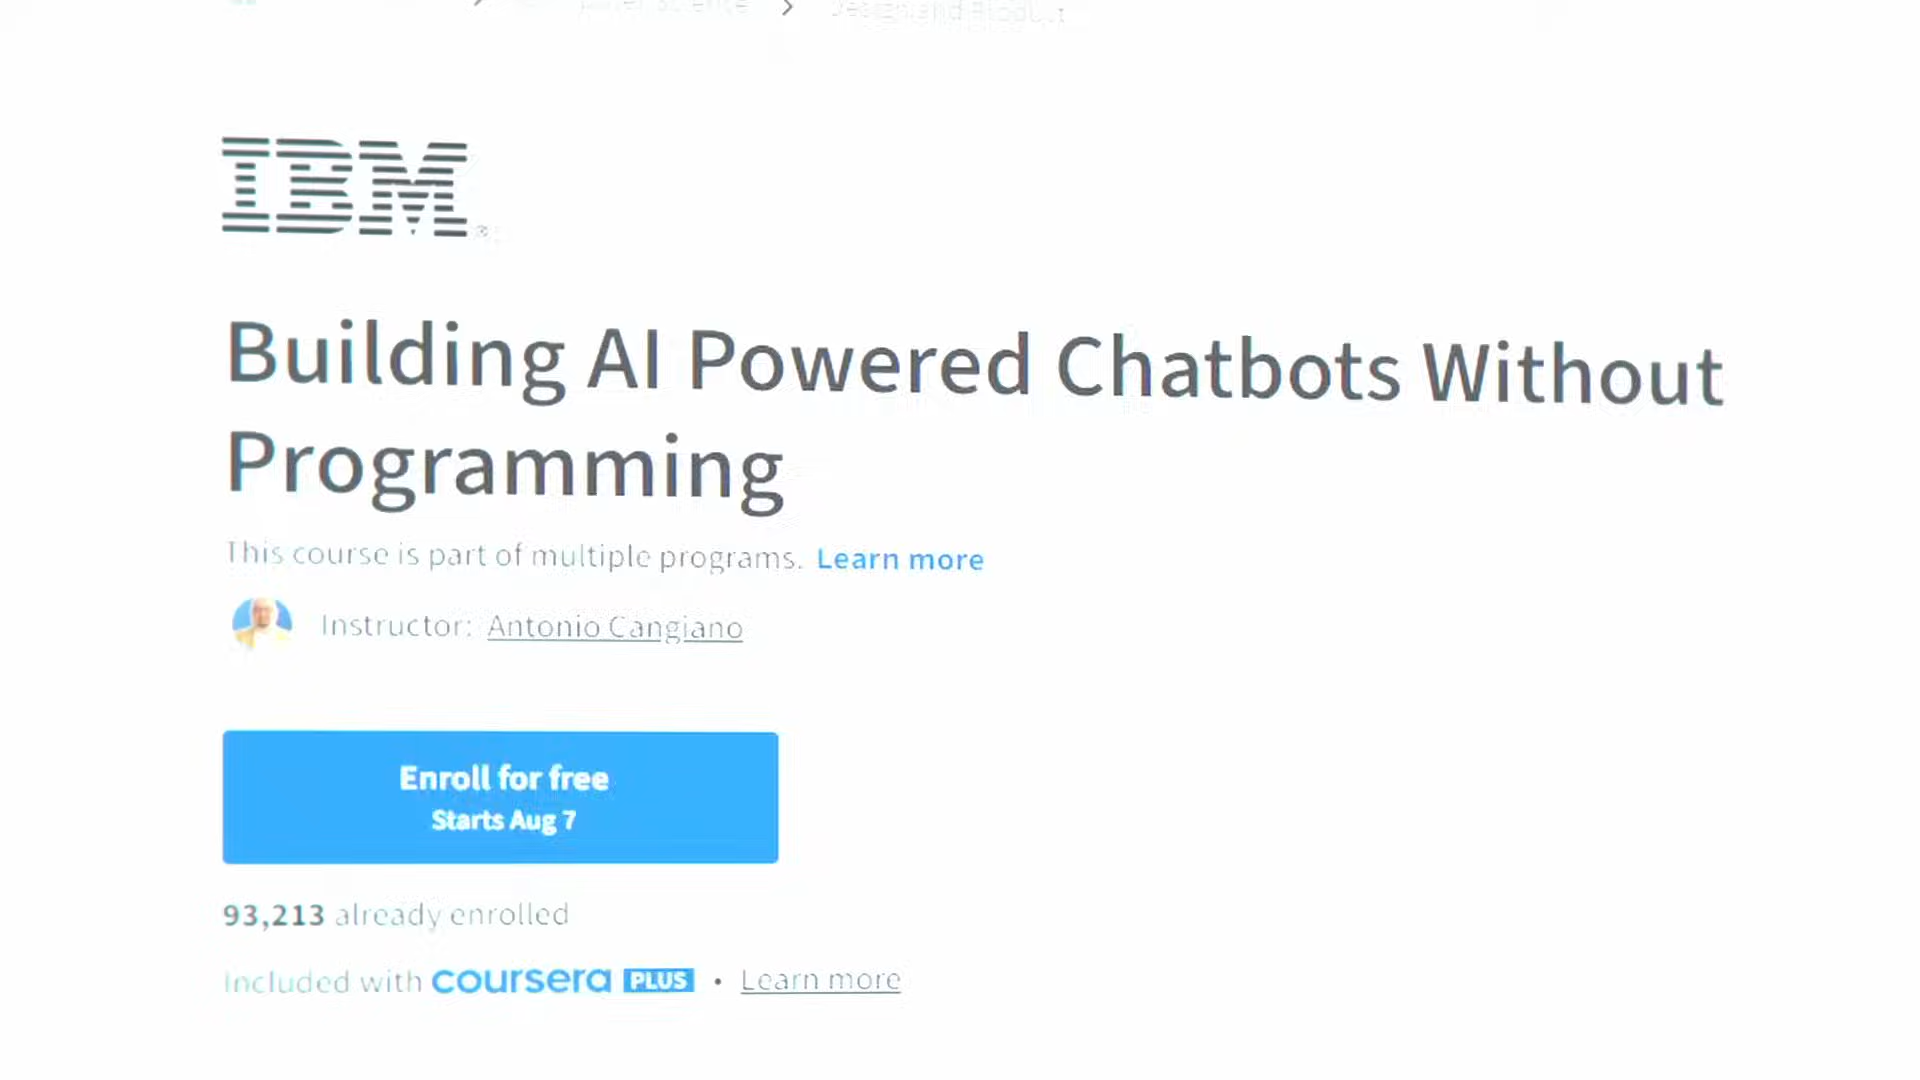 IBM®
Building AI Powered Chatbots Without
Programming
This course is part of multiple programs. Learn more
Instructor: Antonio Cangiano
Enroll for free
Starts Aug 7
93,213 already enrolled
Included with coursera PLUS • Learn more